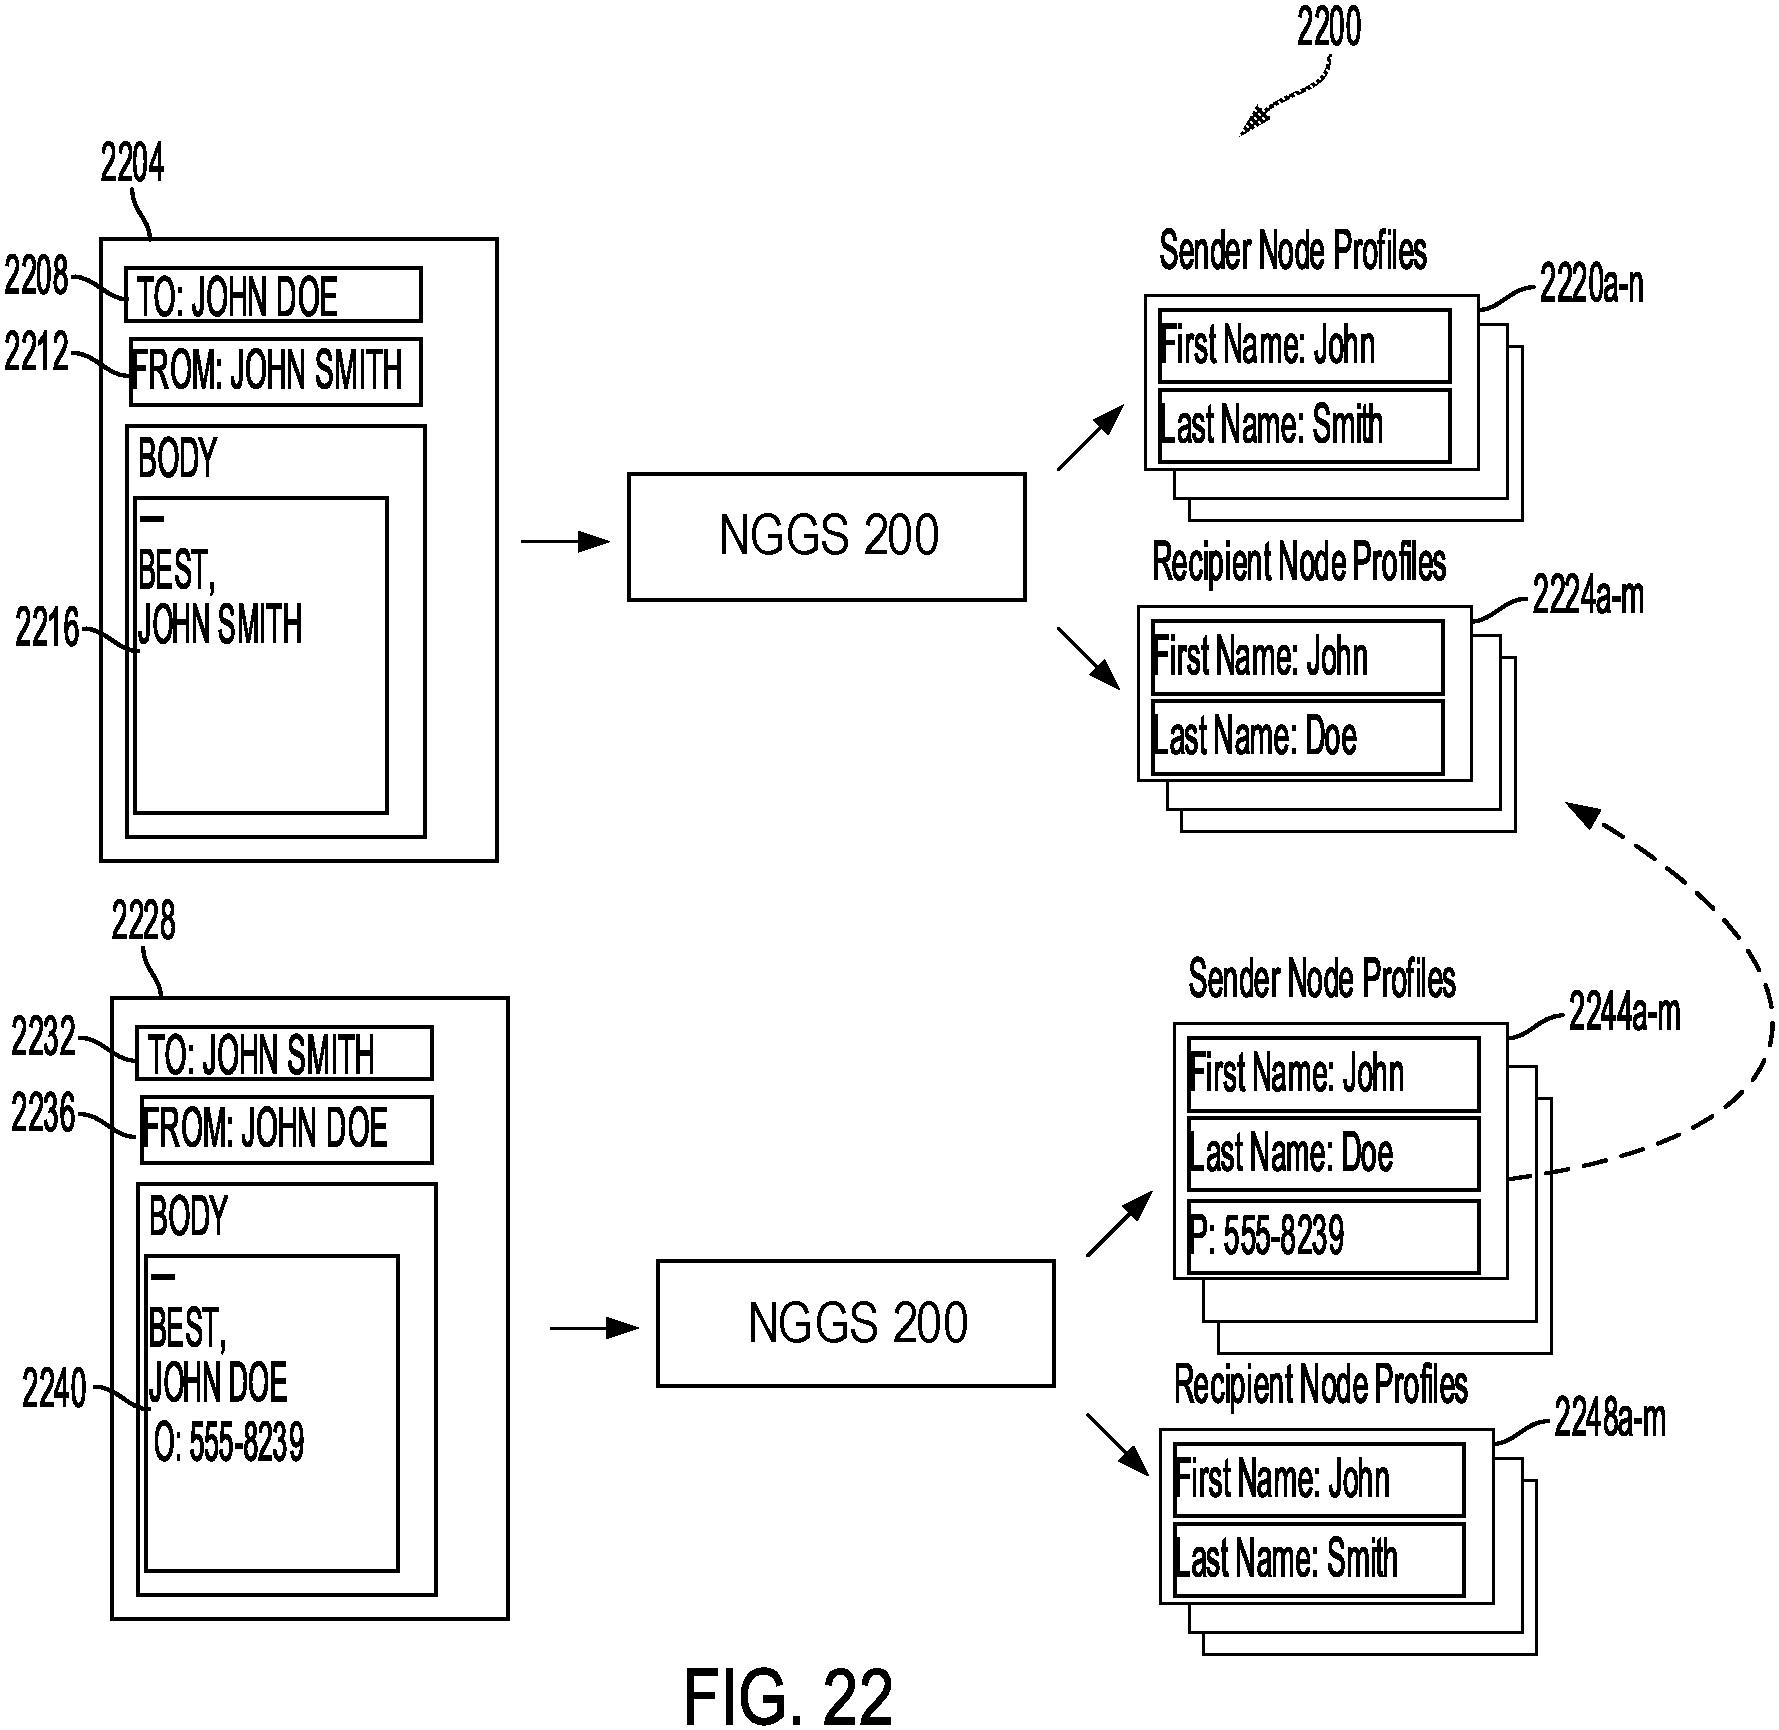 2200
2204
2208
TO: JOHN DOE
2212
FROM: JOHN SMITH
BODY
—
BEST,
2216
JOHN SMITH
NGGS 200
Sender Node Profiles
2220a-n
First Name: John
Last Name: Smith
Recipient Node Profiles
2224a-m
First Name: John
Last Name: Doe
2228
2232
TO: JOHN SMITH
2236
FROM: JOHN DOE
BODY
—
BEST,
2240
JOHN DOE
O: 555-8239
NGGS 200
Sender Node Profiles
2244a-m
First Name: John
Last Name: Doe
P: 555-8239
Recipient Node Profiles
2248a-m
First Name: John
Last Name: Smith
FIG. 22